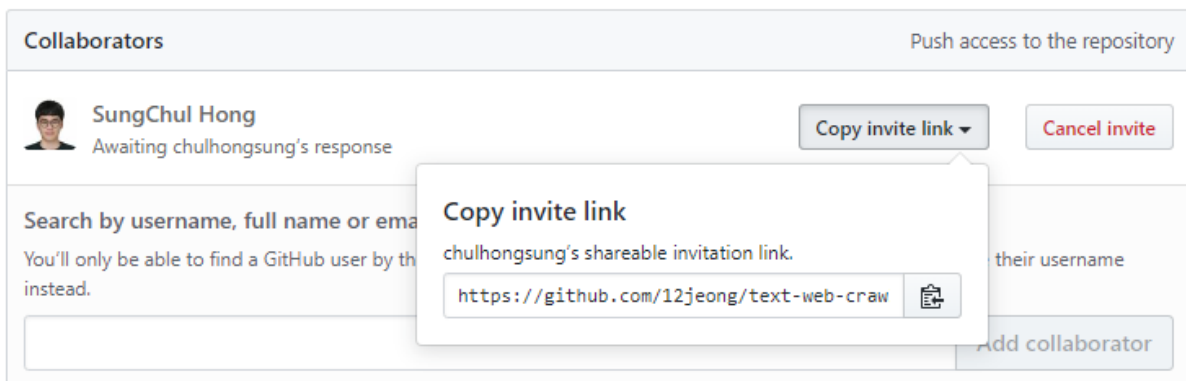 Collaborators
Push access to the repository
SungChul Hong
Awaiting chulhongsung's response
Copy invite link
Cancel invite
Copy invite link
chulhongsung's shareable invitation link.
https://github.com/12jeong/text-web-craw
Search by username, full name or ema
You'll only be able to find a GitHub user by th
their username
instead.
Add collaborator